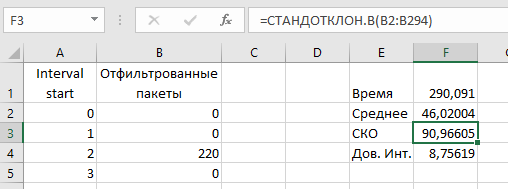 F3 =СТАНДОТКЛОН.В(B2:B294)
A B C D E F
1 Interval start Отфильтрованные пакеты Время 290,091
2 0 0 Среднее 46,02004
3 1 0 СКО 90,96605
4 2 220 Дов. Инт. 8,75619
5 3 0